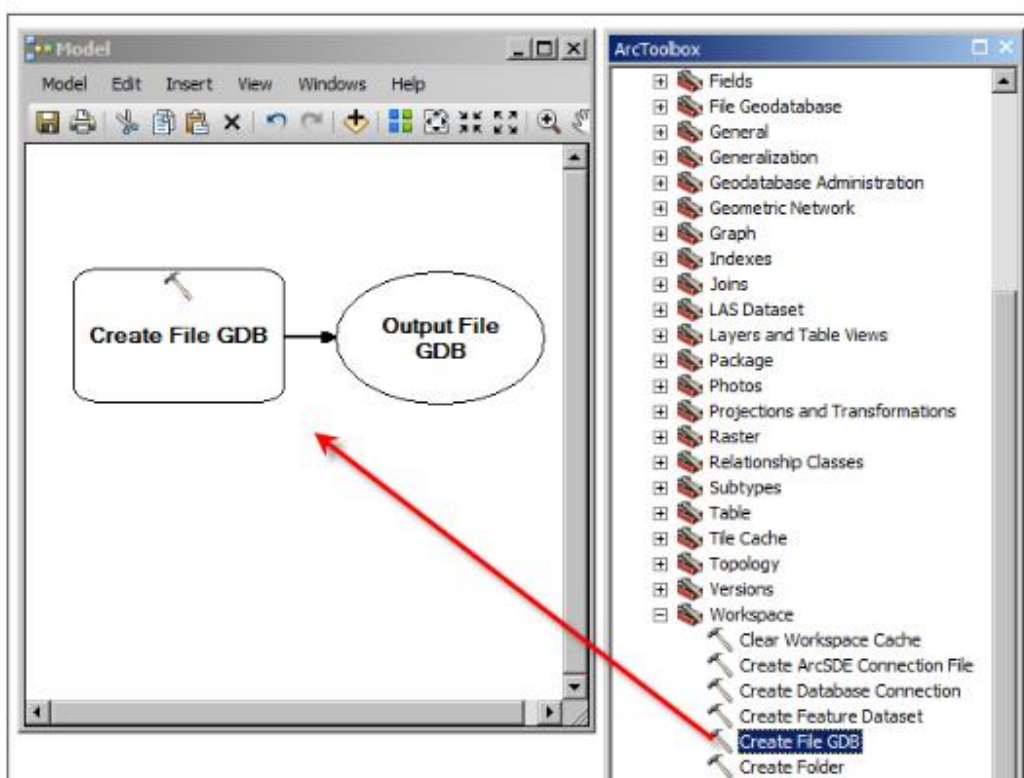 Model
Model Edit Insert View Windows Help
Create File GDB
Output File
GDB
ArcToolbox
Fields
File Geodatabase
General
Generalization
Geodatabase Administration
Geometric Network
Graph
Indexes
Joins
LAS Dataset
Layers and Table Views
Package
Photos
Projections and Transformations
Raster
Relationship Classes
Subtypes
Table
Tile Cache
Topology
Versions
Workspace
Clear Workspace Cache
Create ArcSDE Connection File
Create Database Connection
Create Feature Dataset
Create File GDB
Create Folder